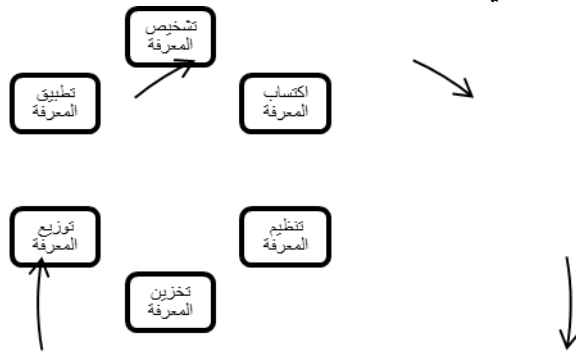 تشخيص
المعرفة
اكتساب
المعرفة
تنظيم
المعرفة
تخزين
المعرفة
توزيع
المعرفة
تطبيق
المعرفة